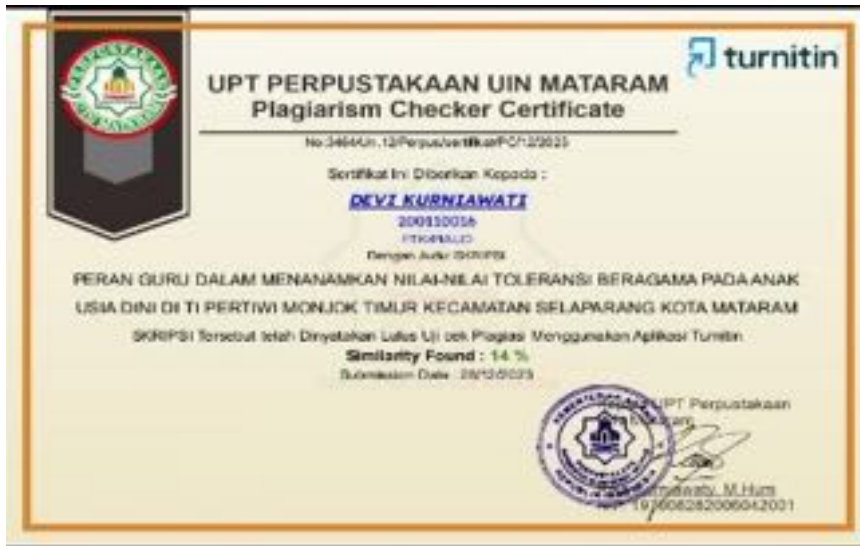 turnitin
UPT PERPUSTAKAAN UIN MATARAM
Plagiarism Checker Certificate
Sertifikat Ini Diberikan Kepada :
DEVI KURNIAWATI
200110016
Dengan Judul SKRIPSI
PERAN GURU DALAM MENANAMKAN NILAI-NILAI TOLERANSI BERAGAMA PADA ANAK
USIA DINI DI TI PERTIWI MONJOK TIMUR KECAMATAN SELAPARANG KOTA MATARAM
SKRIPSI Tersebut telah Dinyatakan Lulus Uji cek Plagiasi Menggunakan Aplikasi Turnitin
Similarity Found : 14 %
Submission Date : 28/12/2023
UPT Perpustakaan
M.Hum